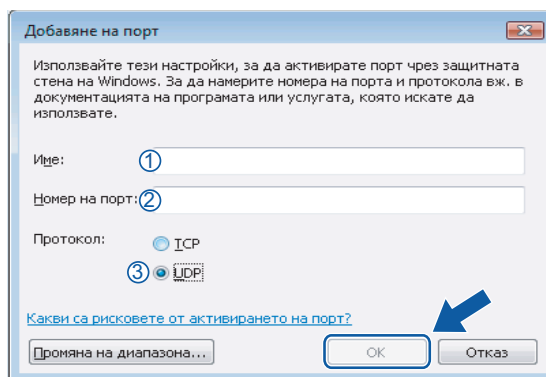 Добавяне на порт
Използвайте тези настройки, за да активирате порт чрез защитната
стена на Windows. За да намерите номера на порта и протокола вж. в
документацията на програмата или услугата, която искате да
използвате.
Име: ①
Номер на порт: ②
Протокол: TCP
③ UDP
Какви са рисковете от активирането на порт?
Промяна на диапазона... OK Отказ